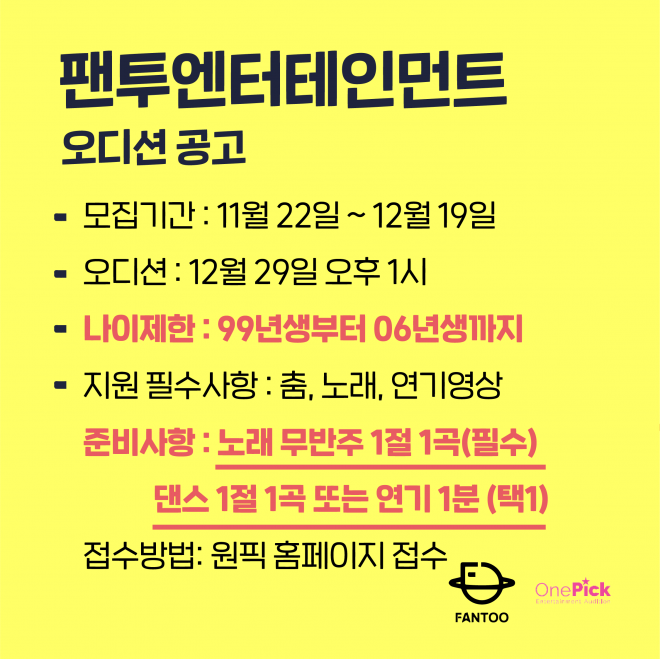 팬투엔터테인먼트
오디션 공고
- 모집기간 : 11월 22일 ~ 12월 19일
- 오디션 : 12월 29일 오후 1시
- 나이제한 : 99년생부터 06년생까지
- 지원 필수사항 : 춤, 노래, 연기영상
준비사항 : 노래 무반주 1절 1곡(필수)
댄스 1절 1곡 또는 연기 1분 (택1)
접수방법: 원픽 홈페이지 접수
FANTOO
OnePick
Entertainment Audition